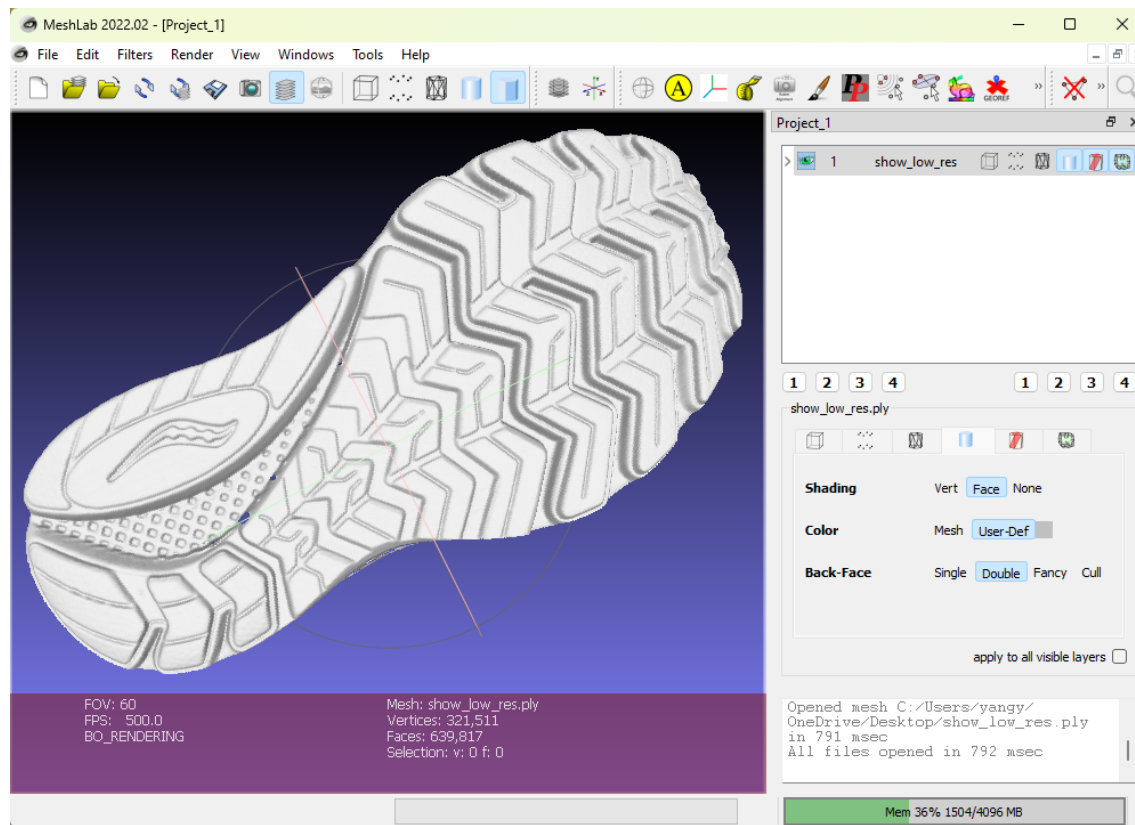 MeshLab 2022.02 - [Project_1]
File Edit Filters Render View Windows Tools Help
A
PP
GEOREF
»
»
Project_1
1 show_low_res
1 2 3 4 1 2 3 4
show_low_res.ply
Shading Vert Face None
Color Mesh User-Def
Back-Face Single Double Fancy Cull
apply to all visible layers
FOV: 60
FPS: 500.0
BO_RENDERING
Mesh: show_low_res.ply
Vertices: 321,511
Faces: 639,817
Selection: v: 0 f: 0
Opened mesh C:/Users/yangy/
OneDrive/Desktop/show_low_res.ply
in 791 msec
All files opened in 792 msec
Mem 36% 1504/4096 MB